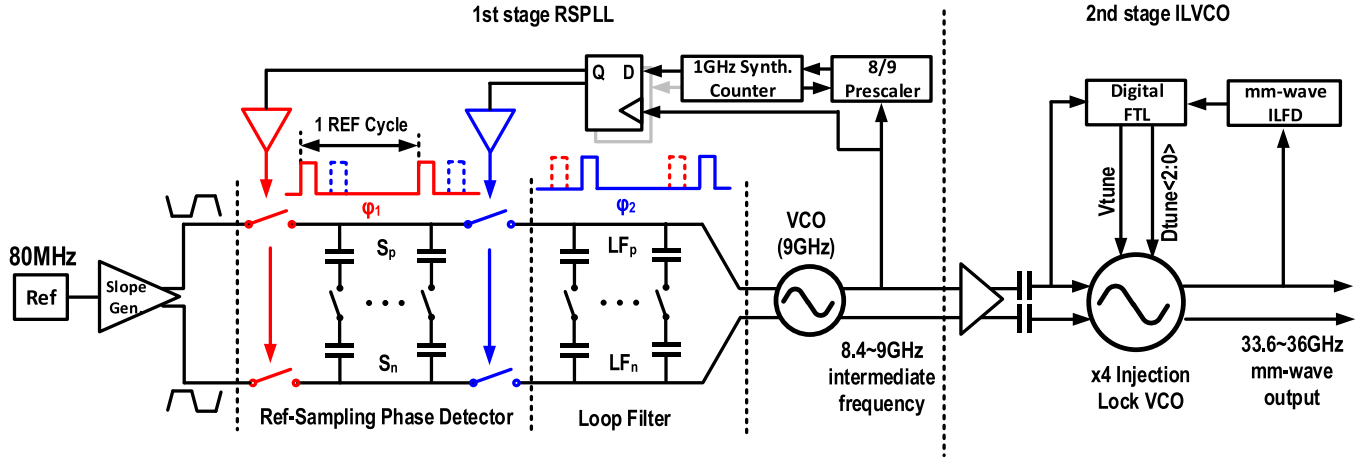 1st stage RSPLL
2nd stage ILVCO
Q D
1GHz Synth.
Counter
8/9
Prescaler
Digital
FTL
mm-wave
ILFD
1 REF Cycle
Vtune
Dtune<2:0>
φ1
φ2
80MHz
Ref
Slope
Gen.
Sp
Sn
LFp
LFn
VCO
(9GHz)
8.4~9GHz
intermediate
frequency
x4 Injection
Lock VCO
33.6~36GHz
mm-wave
output
Ref-Sampling Phase Detector
Loop Filter